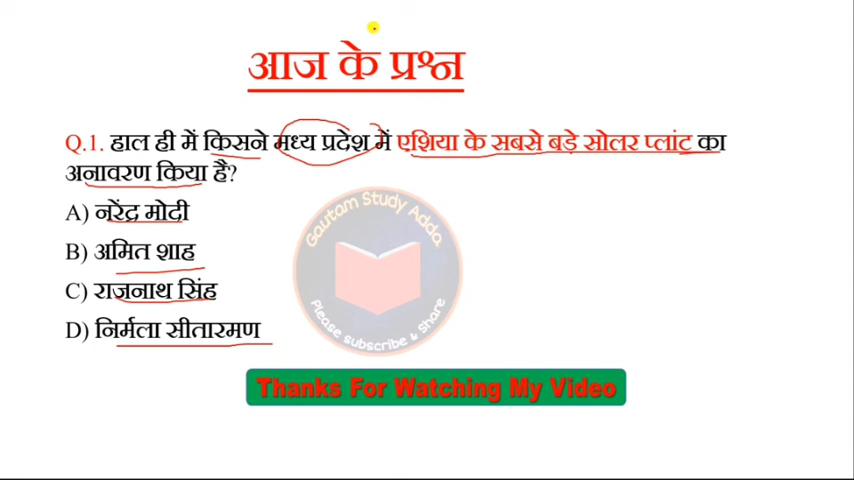 आज के प्रश्न
Q.1. हाल ही में किसने मध्य प्रदेश में एशिया के सबसे बड़े सोलर प्लांट का
अनावरण किया है?
A) नरेंद्र मोदी
B) अमित शाह
C) राजनाथ सिंह
D) निर्मला सीतारमण
Gautam Study Adda
Please subscribe & Share
Thanks For Watching My Video